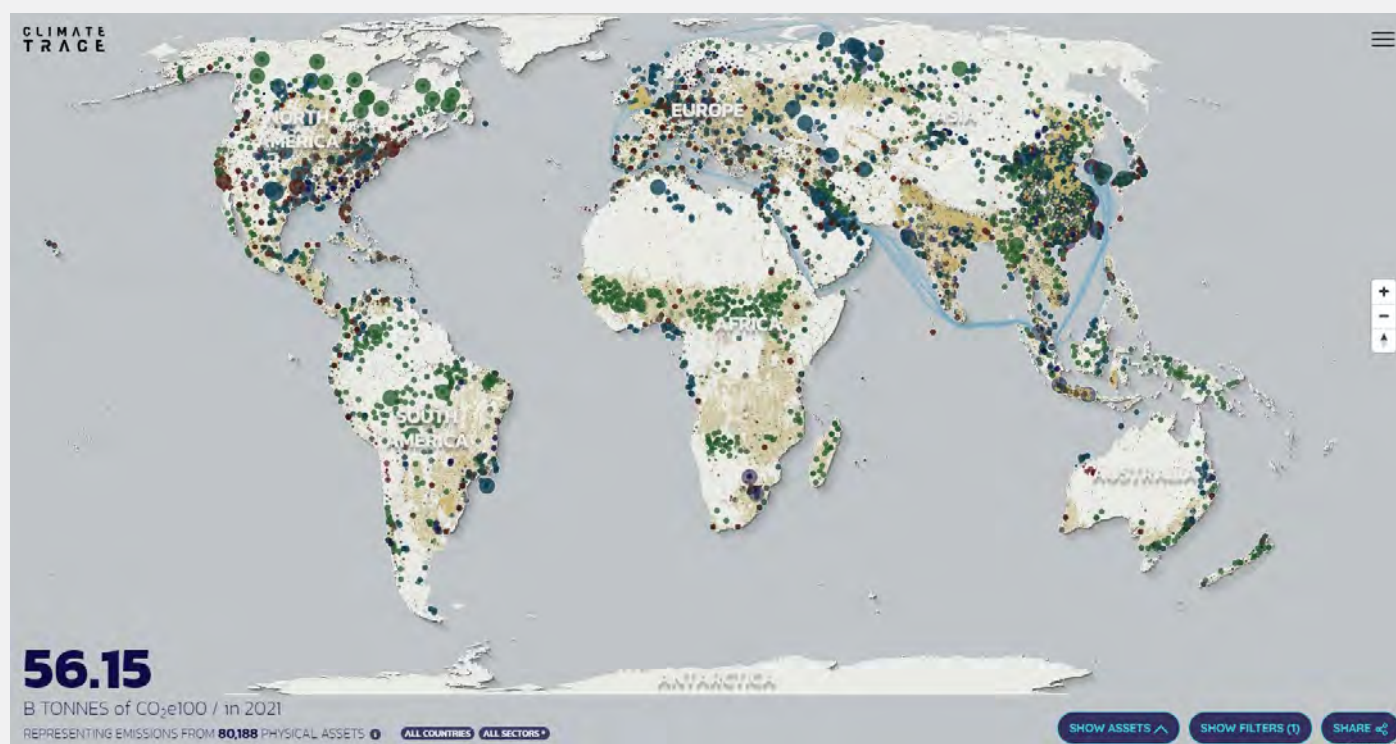 CLIMATE
TRACE
NORTH
AMERICA
EUROPE
ASIA
AFRICA
SOUTH
AMERICA
AUSTRALIA
ANTARCTICA
+
−
56.15
B TONNES of CO₂e100 / in 2021
REPRESENTING EMISSIONS FROM 80,188 PHYSICAL ASSETS i ALL COUNTRIES ALL SECTORS *
SHOW ASSETS SHOW FILTERS (1) SHARE